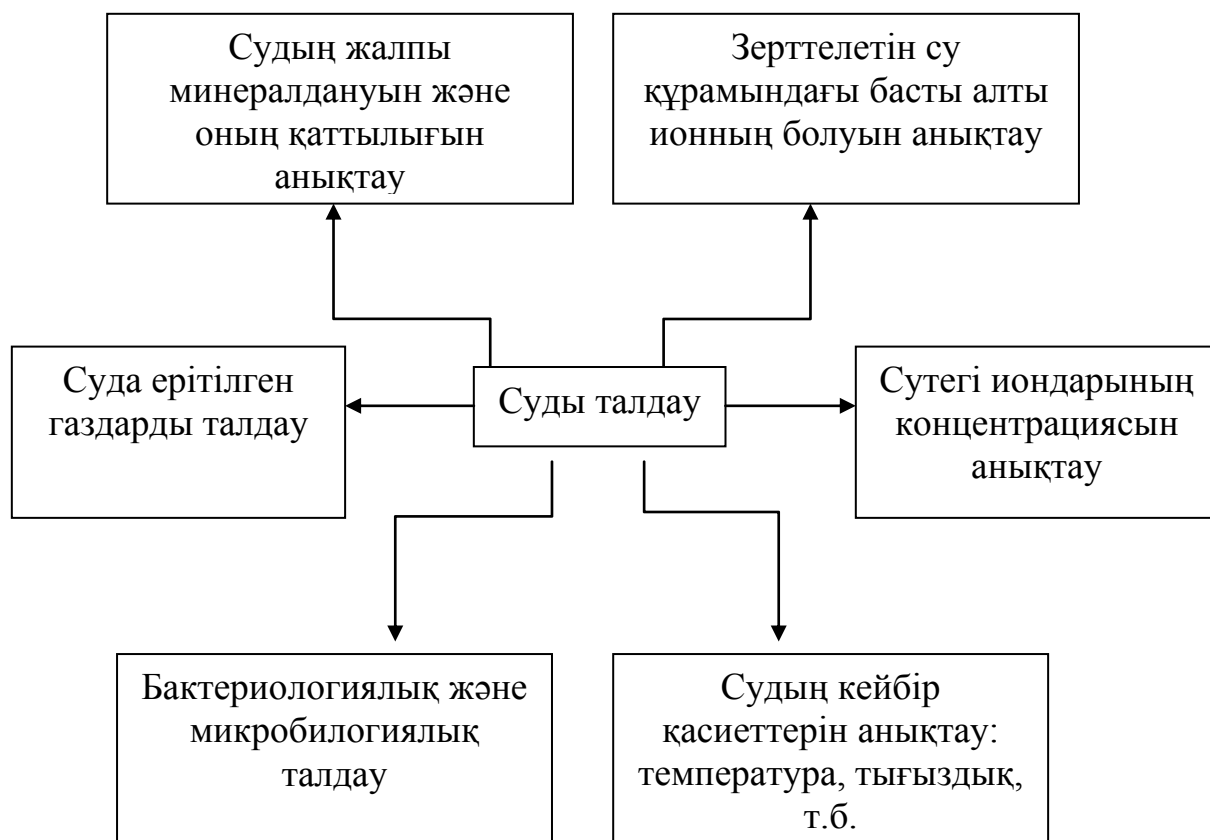 Судың жалпы
минералдануын және
оның қаттылығын
анықтау
Зерттелетін су
құрамындағы басты алты
ионның болуын анықтау
Суда ерітілген
газдарды талдау
Суды талдау
Сутегі иондарының
концентрациясын
анықтау
Бактериологиялық және
микробилогиялық
талдау
Судың кейбір
қасиеттерін анықтау:
температура, тығыздық,
т.б.